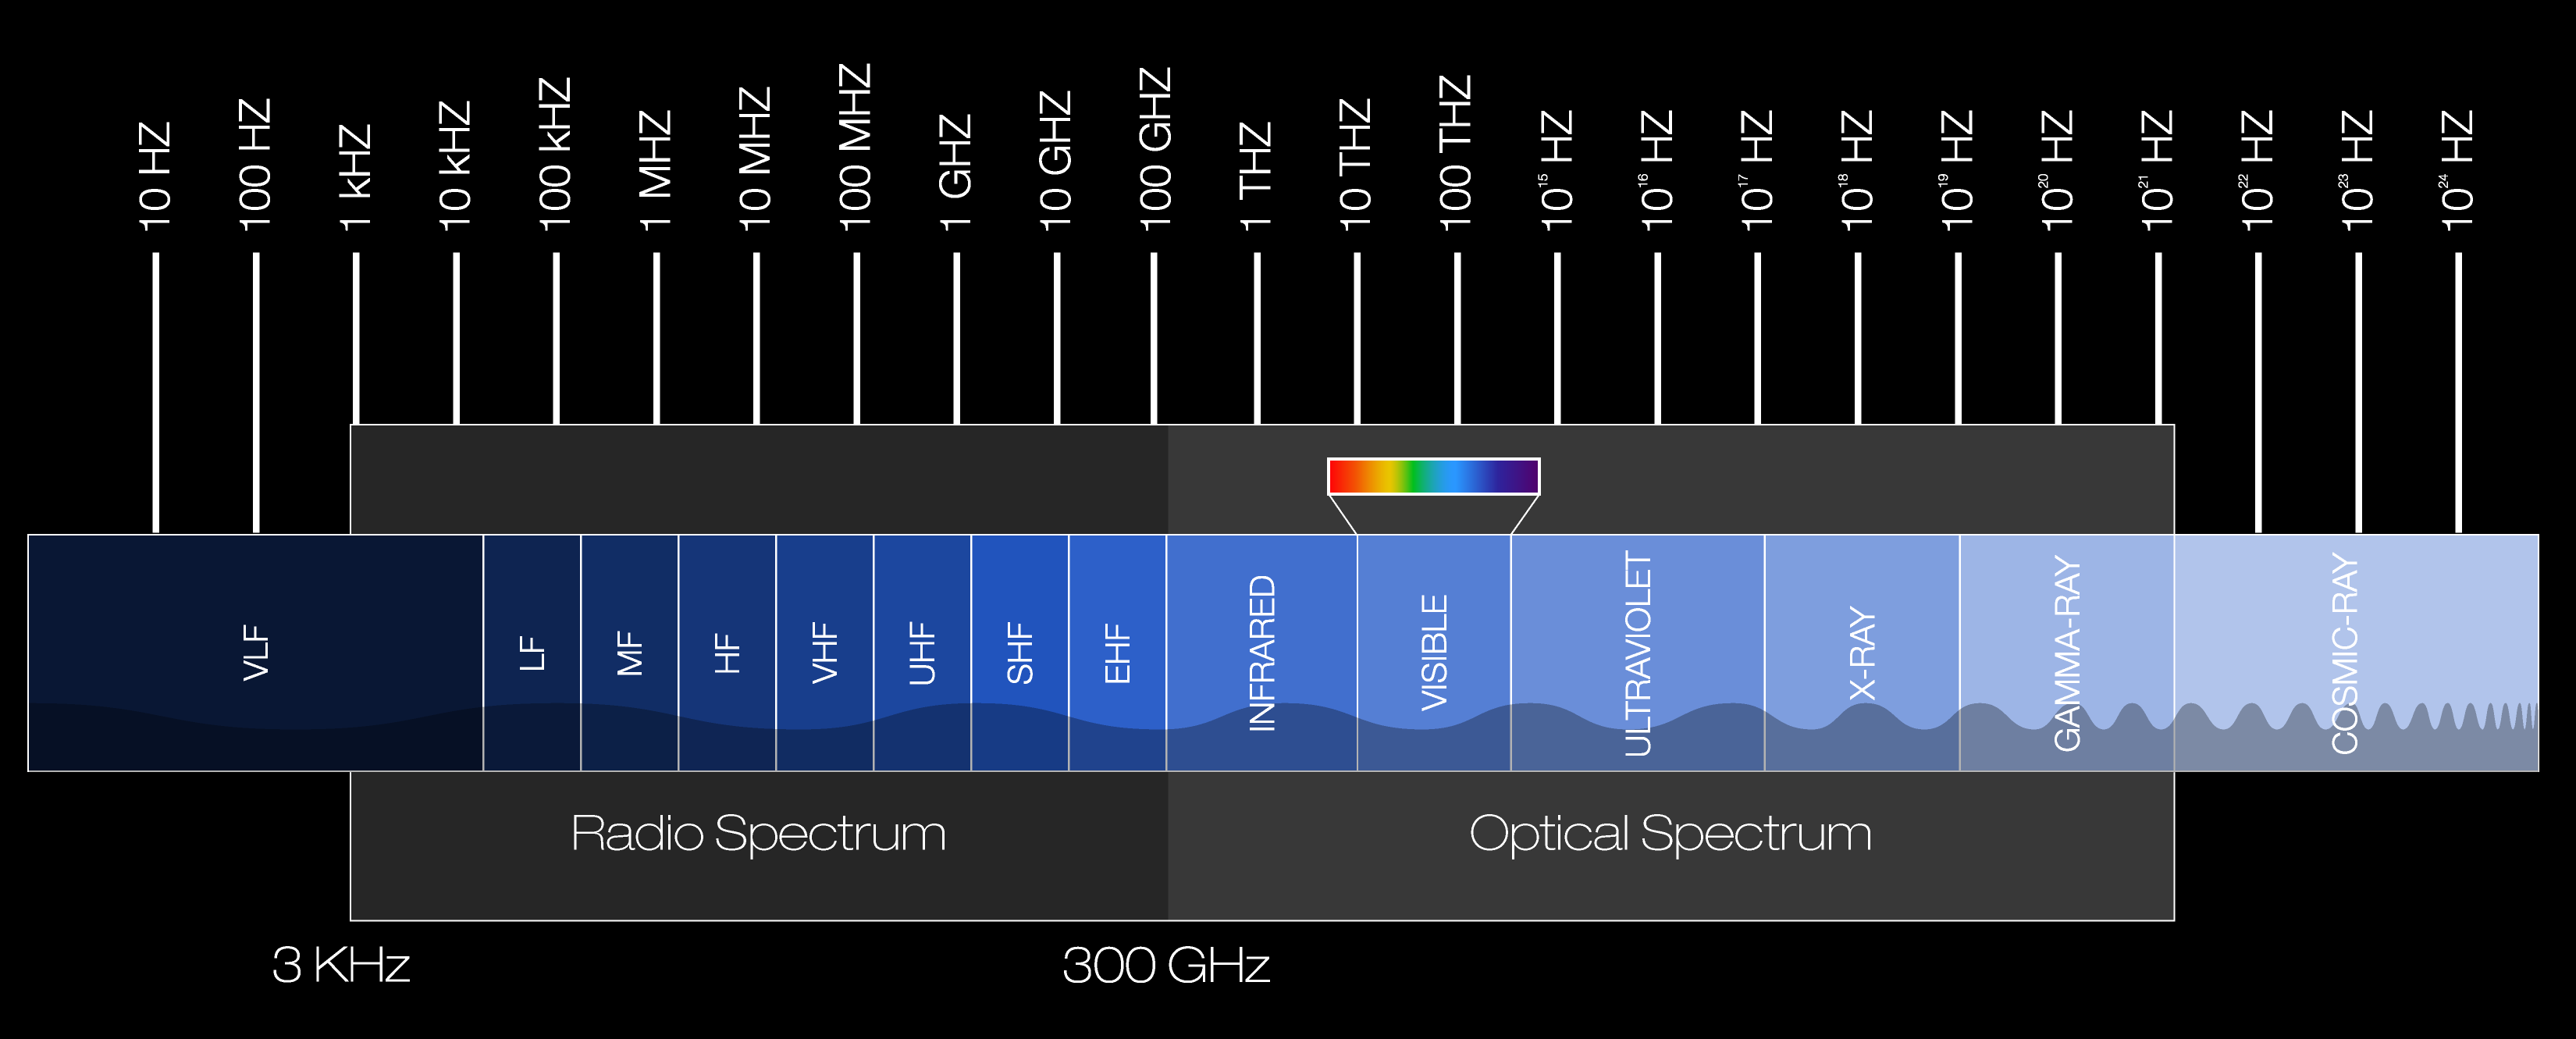 10 HZ
100 HZ
1 kHZ
10 kHZ
100 kHZ
1 MHZ
10 MHZ
100 MHZ
1 GHZ
10 GHZ
100 GHZ
1 THZ
10 THZ
100 THZ
10¹⁵ HZ
10¹⁶ HZ
10¹⁷ HZ
10¹⁸ HZ
10¹⁹ HZ
10²⁰ HZ
10²¹ HZ
10²² HZ
10²³ HZ
10²⁴ HZ
VLF
LF
MF
HF
VHF
UHF
SHF
EHF
INFRARED
VISIBLE
ULTRAVIOLET
X-RAY
GAMMA-RAY
COSMIC-RAY
Radio Spectrum
Optical Spectrum
3 KHz
300 GHz